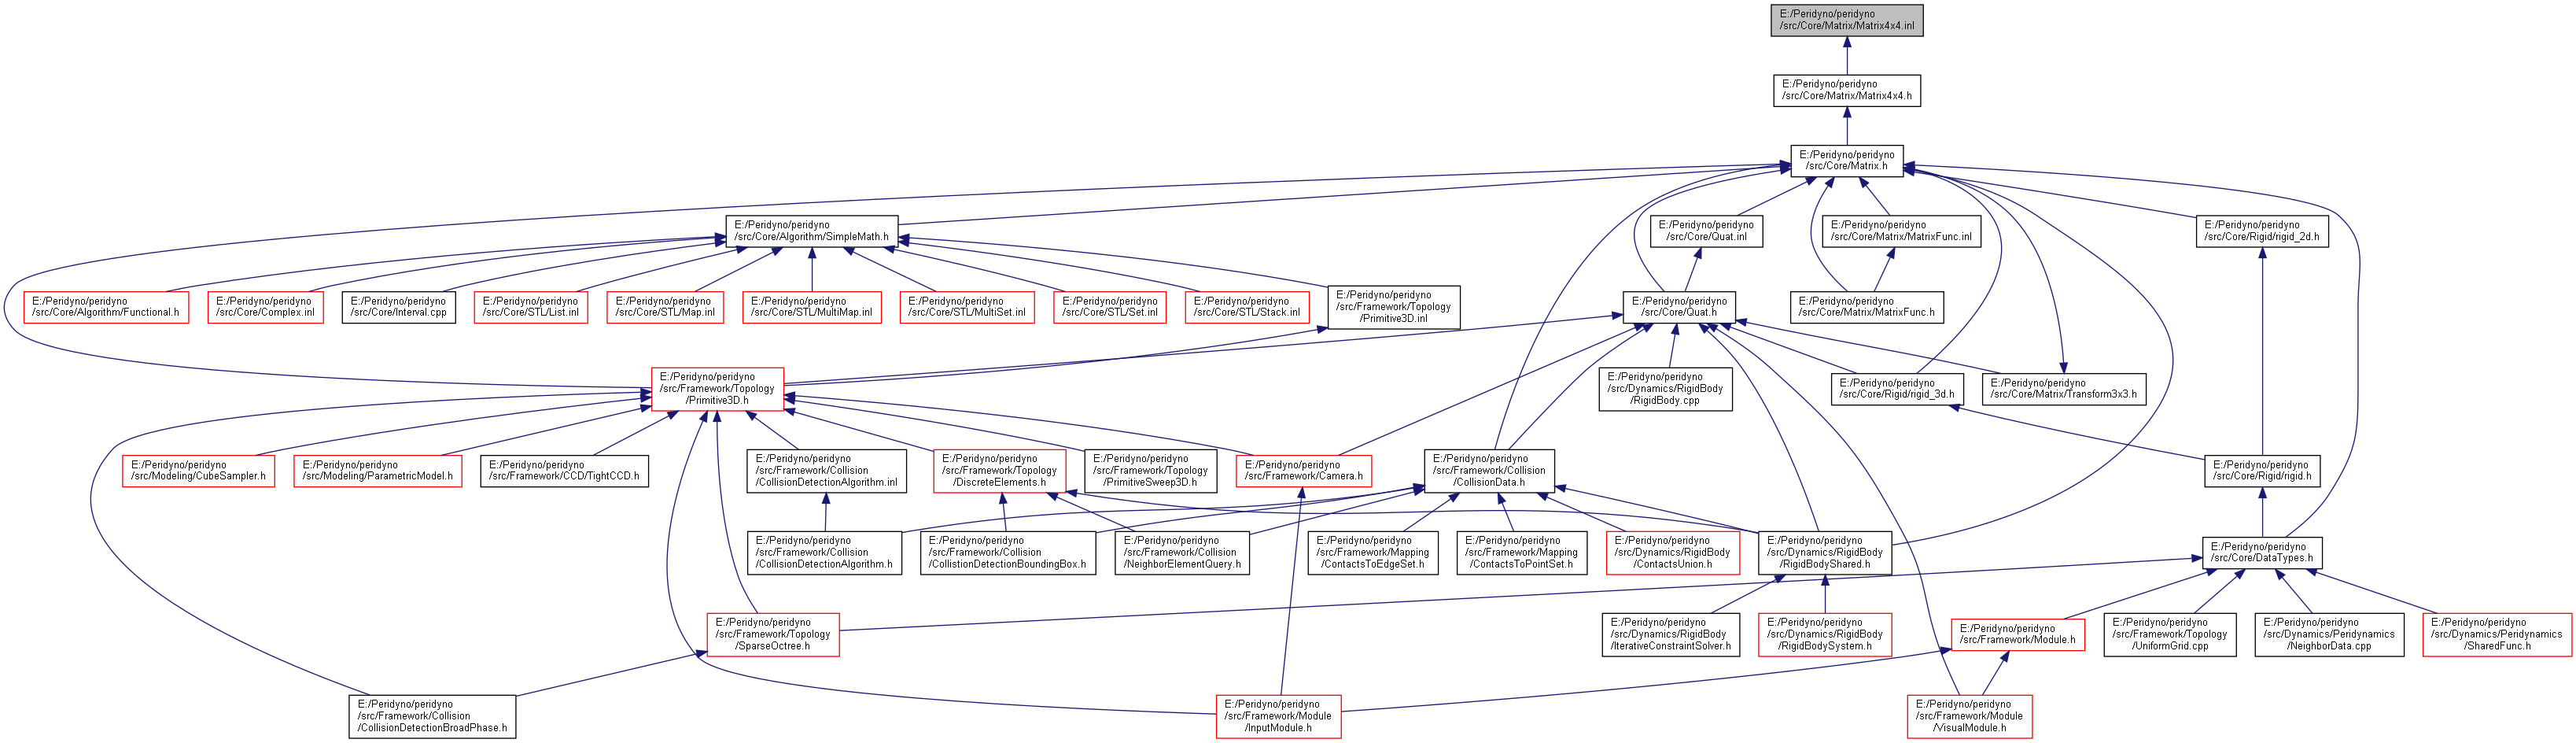 E:/Peridyno/peridyno
/src/Core/Matrix/Matrix4x4.inl
E:/Peridyno/peridyno
/src/Core/Matrix/Matrix4x4.h
E:/Peridyno/peridyno
/src/Core/Matrix.h
E:/Peridyno/peridyno
/src/Core/Algorithm/SimpleMath.h
E:/Peridyno/peridyno
/src/Core/Quat.inl
E:/Peridyno/peridyno
/src/Core/Matrix/MatrixFunc.inl
E:/Peridyno/peridyno
/src/Core/Rigid/rigid_2d.h
E:/Peridyno/peridyno
/src/Core/Algorithm/Functional.h
E:/Peridyno/peridyno
/src/Core/Complex.inl
E:/Peridyno/peridyno
/src/Core/Interval.cpp
E:/Peridyno/peridyno
/src/Core/STL/List.inl
E:/Peridyno/peridyno
/src/Core/STL/Map.inl
E:/Peridyno/peridyno
/src/Core/STL/MultiMap.inl
E:/Peridyno/peridyno
/src/Core/STL/MultiSet.inl
E:/Peridyno/peridyno
/src/Core/STL/Set.inl
E:/Peridyno/peridyno
/src/Core/STL/Stack.inl
E:/Peridyno/peridyno
/src/Framework/Topology
/Primitive3D.inl
E:/Peridyno/peridyno
/src/Core/Quat.h
E:/Peridyno/peridyno
/src/Core/Matrix/MatrixFunc.h
E:/Peridyno/peridyno
/src/Framework/Topology
/Primitive3D.h
E:/Peridyno/peridyno
/src/Dynamics/RigidBody
/RigidBody.cpp
E:/Peridyno/peridyno
/src/Core/Rigid/rigid_3d.h
E:/Peridyno/peridyno
/src/Core/Matrix/Transform3x3.h
E:/Peridyno/peridyno
/src/Modeling/CubeSampler.h
E:/Peridyno/peridyno
/src/Modeling/ParametricModel.h
E:/Peridyno/peridyno
/src/Framework/CCD/TightCCD.h
E:/Peridyno/peridyno
/src/Framework/Collision
/CollisionDetectionAlgorithm.inl
E:/Peridyno/peridyno
/src/Framework/Topology
/DiscreteElements.h
E:/Peridyno/peridyno
/src/Framework/Topology
/PrimitiveSweep3D.h
E:/Peridyno/peridyno
/src/Framework/Camera.h
E:/Peridyno/peridyno
/src/Framework/Collision
/CollisionData.h
E:/Peridyno/peridyno
/src/Core/Rigid/rigid.h
E:/Peridyno/peridyno
/src/Framework/Collision
/CollisionDetectionAlgorithm.h
E:/Peridyno/peridyno
/src/Framework/Collision
/CollistionDetectionBoundingBox.h
E:/Peridyno/peridyno
/src/Framework/Collision
/NeighborElementQuery.h
E:/Peridyno/peridyno
/src/Framework/Mapping
/ContactsToEdgeSet.h
E:/Peridyno/peridyno
/src/Framework/Mapping
/ContactsToPointSet.h
E:/Peridyno/peridyno
/src/Dynamics/RigidBody
/ContactsUnion.h
E:/Peridyno/peridyno
/src/Dynamics/RigidBody
/RigidBodyShared.h
E:/Peridyno/peridyno
/src/Core/DataTypes.h
E:/Peridyno/peridyno
/src/Framework/Topology
/SparseOctree.h
E:/Peridyno/peridyno
/src/Dynamics/RigidBody
/IterativeConstraintSolver.h
E:/Peridyno/peridyno
/src/Dynamics/RigidBody
/RigidBodySystem.h
E:/Peridyno/peridyno
/src/Framework/Module.h
E:/Peridyno/peridyno
/src/Framework/Topology
/UniformGrid.cpp
E:/Peridyno/peridyno
/src/Dynamics/Peridynamics
/NeighborData.cpp
E:/Peridyno/peridyno
/src/Dynamics/Peridynamics
/SharedFunc.h
E:/Peridyno/peridyno
/src/Framework/Collision
/CollisionDetectionBroadPhase.h
E:/Peridyno/peridyno
/src/Framework/Module
/InputModule.h
E:/Peridyno/peridyno
/src/Framework/Module
/VisualModule.h